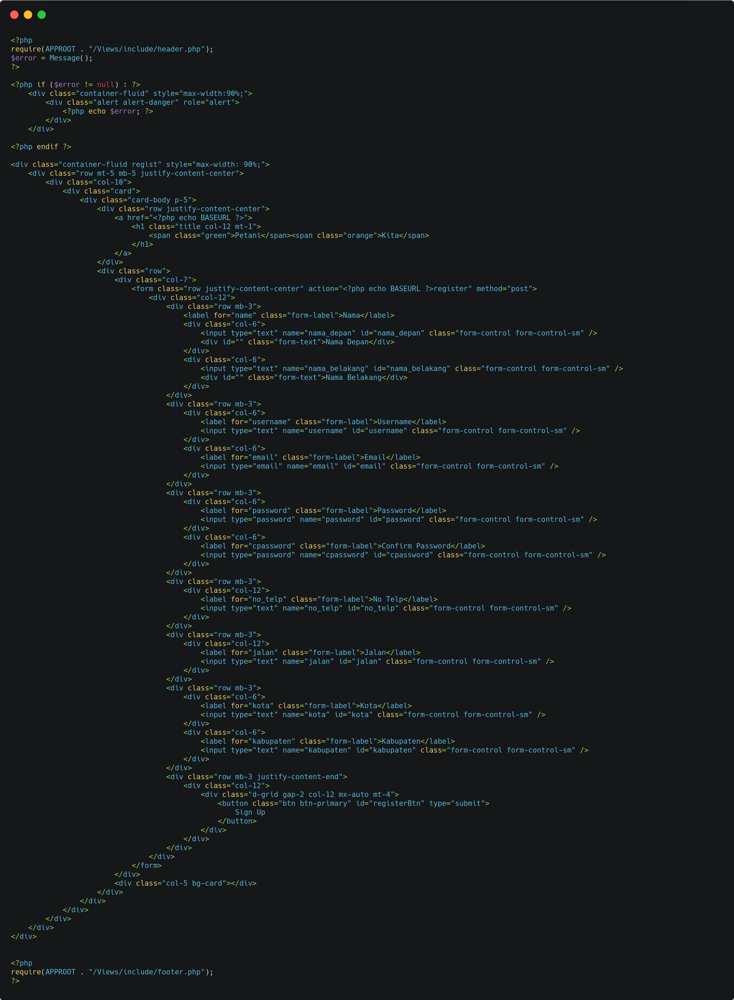 <?php
require(APPROOT . "/Views/include/header.php");
$error = Message();
?>

<?php if ($error != null) : ?>
    <div class="container-fluid" style="max-width:90%;">
        <div class="alert alert-danger" role="alert">
            <?php echo $error; ?>
        </div>
    </div>

<?php endif ?>

<div class="container-fluid regist" style="max-width: 90%;">
    <div class="row mt-5 mb-5 justify-content-center">
        <div class="col-10">
            <div class="card">
                <div class="card-body p-5">
                    <div class="row justify-content-center">
                        <a href="<?php echo BASEURL ?>">
                            <h1 class="title col-12 mt-1">
                                <span class="green">Petani</span><span class="orange">Kita</span>
                            </h1>
                        </a>
                    </div>
                    <div class="row">
                        <div class="col-7">
                            <form class="row justify-content-center" action="<?php echo BASEURL ?>register" method="post">
                                <div class="col-12">
                                    <div class="row mb-3">
                                        <label for="name" class="form-label">Nama</label>
                                        <div class="col-6">
                                            <input type="text" name="nama_depan" id="nama_depan" class="form-control form-control-sm" />
                                            <div id="" class="form-text">Nama Depan</div>
                                        </div>
                                        <div class="col-6">
                                            <input type="text" name="nama_belakang" id="nama_belakang" class="form-control form-control-sm" />
                                            <div id="" class="form-text">Nama Belakang</div>
                                        </div>
                                    </div>
                                    <div class="row mb-3">
                                        <div class="col-6">
                                            <label for="username" class="form-label">Username</label>
                                            <input type="text" name="username" id="username" class="form-control form-control-sm" />
                                        </div>
                                        <div class="col-6">
                                            <label for="email" class="form-label">Email</label>
                                            <input type="email" name="email" id="email" class="form-control form-control-sm" />
                                        </div>
                                    </div>
                                    <div class="row mb-3">
                                        <div class="col-6">
                                            <label for="password" class="form-label">Password</label>
                                            <input type="password" name="password" id="password" class="form-control form-control-sm" />
                                        </div>
                                        <div class="col-6">
                                            <label for="cpassword" class="form-label">Confirm Password</label>
                                            <input type="password" name="cpassword" id="cpassword" class="form-control form-control-sm" />
                                        </div>
                                    </div>
                                    <div class="row mb-3">
                                        <div class="col-12">
                                            <label for="no_telp" class="form-label">No Telp</label>
                                            <input type="text" name="no_telp" id="no_telp" class="form-control form-control-sm" />
                                        </div>
                                    </div>
                                    <div class="row mb-3">
                                        <div class="col-12">
                                            <label for="jalan" class="form-label">Jalan</label>
                                            <input type="text" name="jalan" id="jalan" class="form-control form-control-sm" />
                                        </div>
                                    </div>
                                    <div class="row mb-3">
                                        <div class="col-6">
                                            <label for="kota" class="form-label">Kota</label>
                                            <input type="text" name="kota" id="kota" class="form-control form-control-sm" />
                                        </div>
                                        <div class="col-6">
                                            <label for="kabupaten" class="form-label">Kabupaten</label>
                                            <input type="text" name="kabupaten" id="kabupaten" class="form-control form-control-sm" />
                                        </div>
                                    </div>
                                    <div class="row mb-3 justify-content-end">
                                        <div class="col-12">
                                            <div class="d-grid gap-2 col-12 mx-auto mt-4">
                                                <button class="btn btn-primary" id="registerBtn" type="submit">
                                                    Sign Up
                                                </button>
                                            </div>
                                        </div>
                                    </div>
                                </div>
                            </form>
                        </div>
                        <div class="col-5 bg-card"></div>
                    </div>
                </div>
            </div>
        </div>
    </div>
</div>


<?php
require(APPROOT . "/Views/include/footer.php");
?>